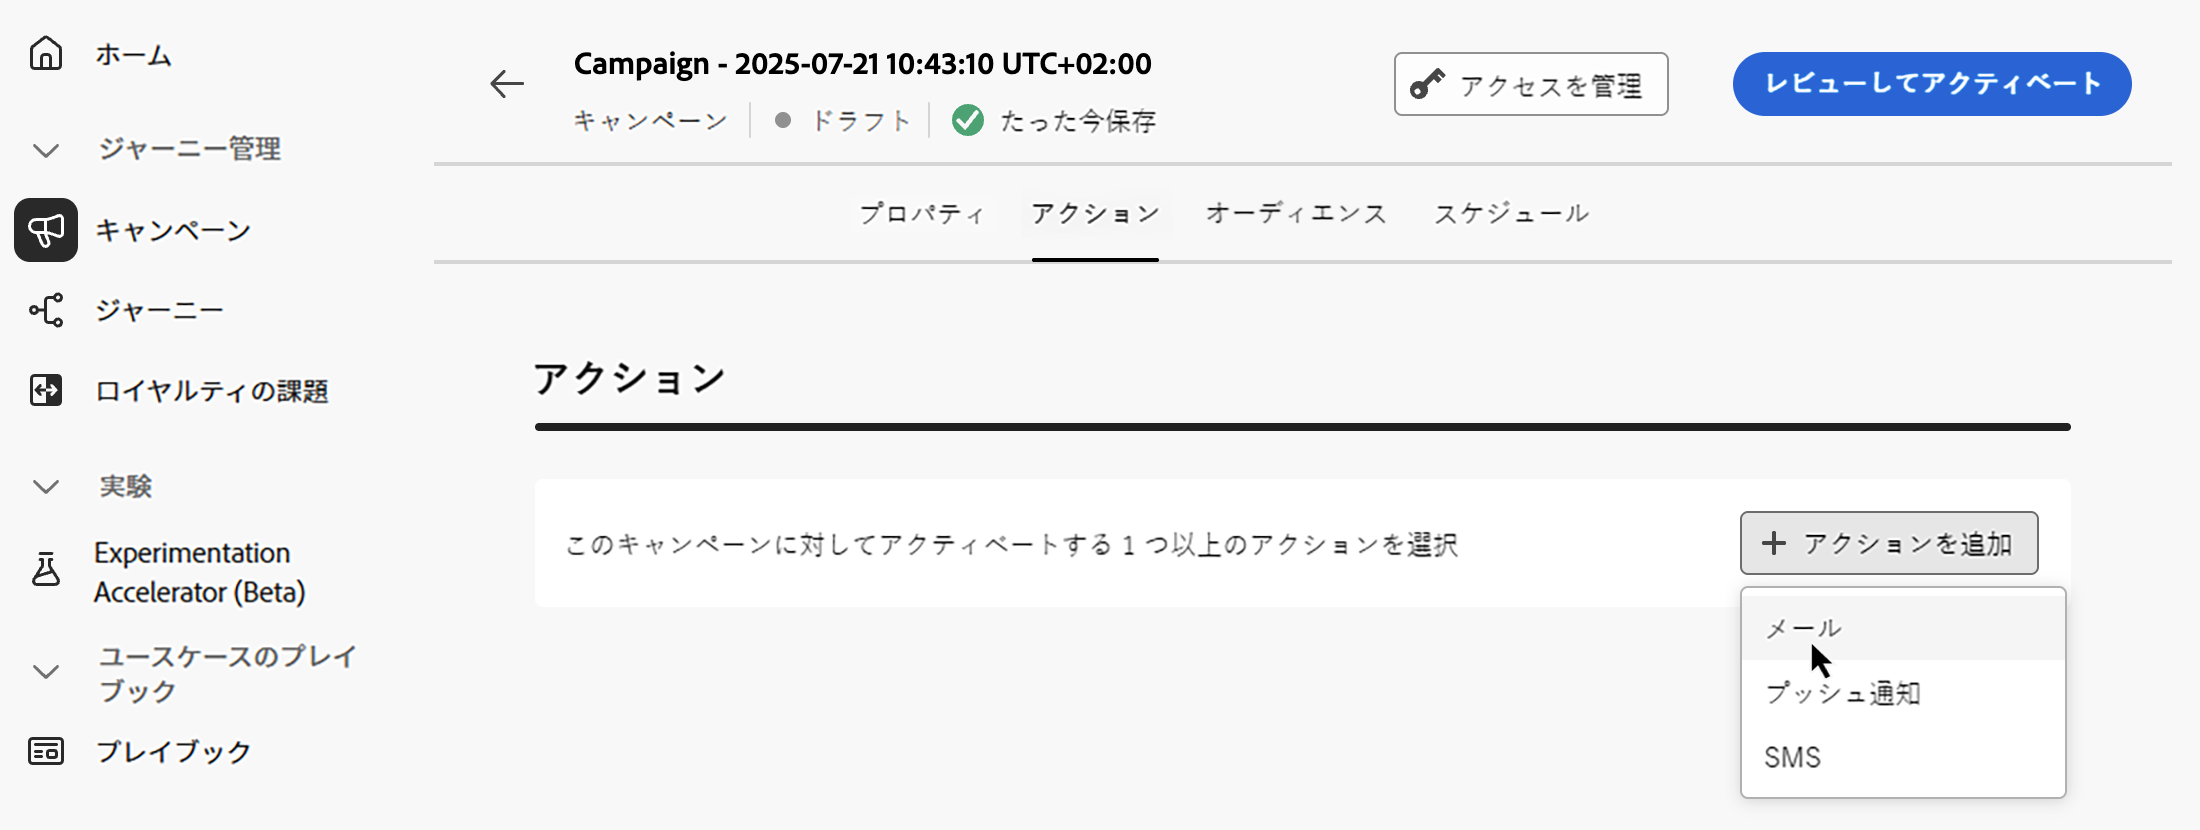 ホーム
ジャーニー管理
キャンペーン
ジャーニー
ロイヤルティの課題
実験
Experimentation
Accelerator (Beta)
ユースケースのプレイ
ブック
プレイブック
Campaign - 2025-07-21 10:43:10 UTC+02:00
キャンペーン
ドラフト
たった今保存
アクセスを管理
レビューしてアクティベート
プロパティ
アクション
オーディエンス
スケジュール
アクション
このキャンペーンに対してアクティベートする 1 つ以上のアクションを選択
アクションを追加
メール
プッシュ通知
SMS